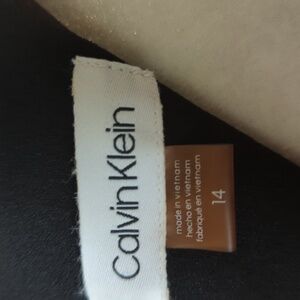 Calvin Klein
made in vietnam
hecho en vietnam
fabriqué en vietnam
14